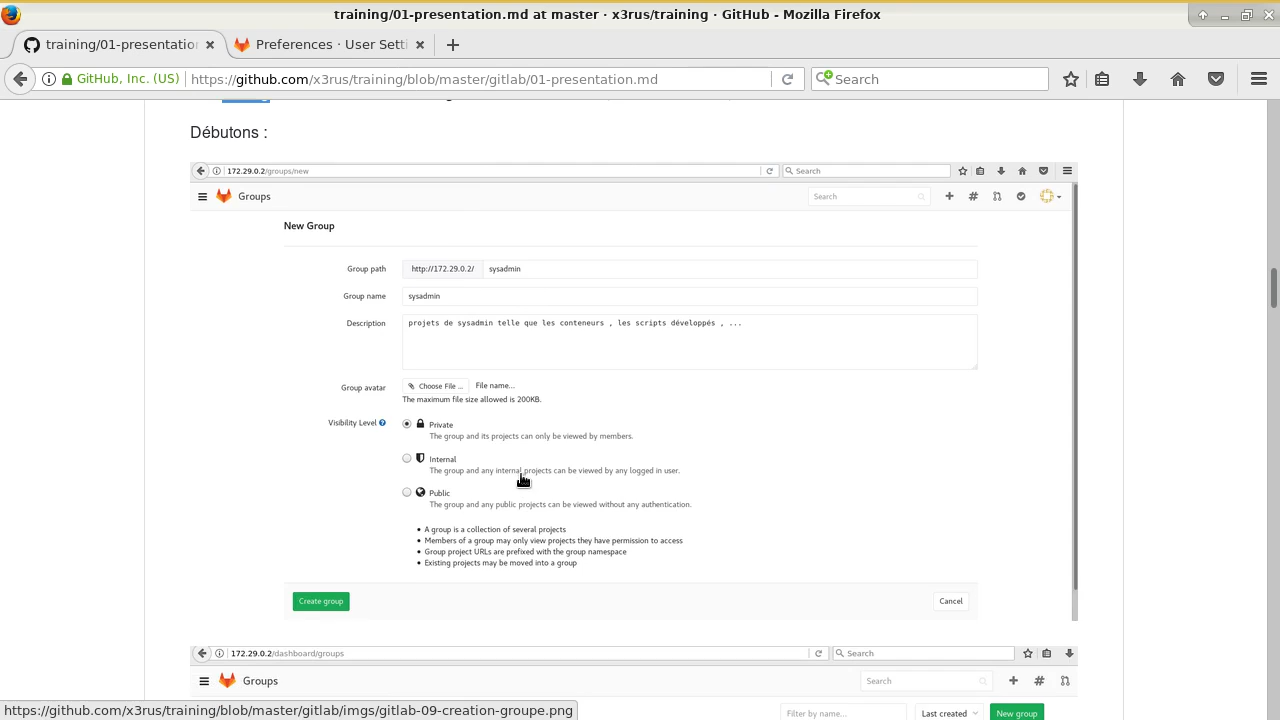 training/01-presentation.md at master · x3rus/training · GitHub - Mozilla Firefox
training/01-presentatior
Preferences · User Setti
GitHub, Inc. (US)
https://github.com/x3rus/training/blob/master/gitlab/01-presentation.md
Search
Débutons :
172.29.0.2/groups/new
Search
Groups
Search
New Group
Group path
http://172.29.0.2/
sysadmin
Group name
sysadmin
Description
projets de sysadmin telle que les conteneurs , les scripts développés , ...
Group avatar
Choose File ...
File name...
The maximum file size allowed is 200KB.
Visibility Level
Private
The group and its projects can only be viewed by members.
Internal
The group and any internal projects can be viewed by any logged in user.
Public
The group and any public projects can be viewed without any authentication.
• A group is a collection of several projects
• Members of a group may only view projects they have permission to access
• Group project URLs are prefixed with the group namespace
• Existing projects may be moved into a group
Create group
Cancel
172.29.0.2/dashboard/groups
Search
Groups
Search
Filter by name...
Last created
New group
https://github.com/x3rus/training/blob/master/gitlab/imgs/gitlab-09-creation-groupe.png